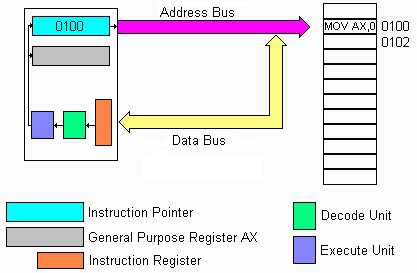 Address Bus
0100
MOV AX,0 0100
0102
Data Bus
Instruction Pointer
General Purpose Register AX
Instruction Register
Decode Unit
Execute Unit